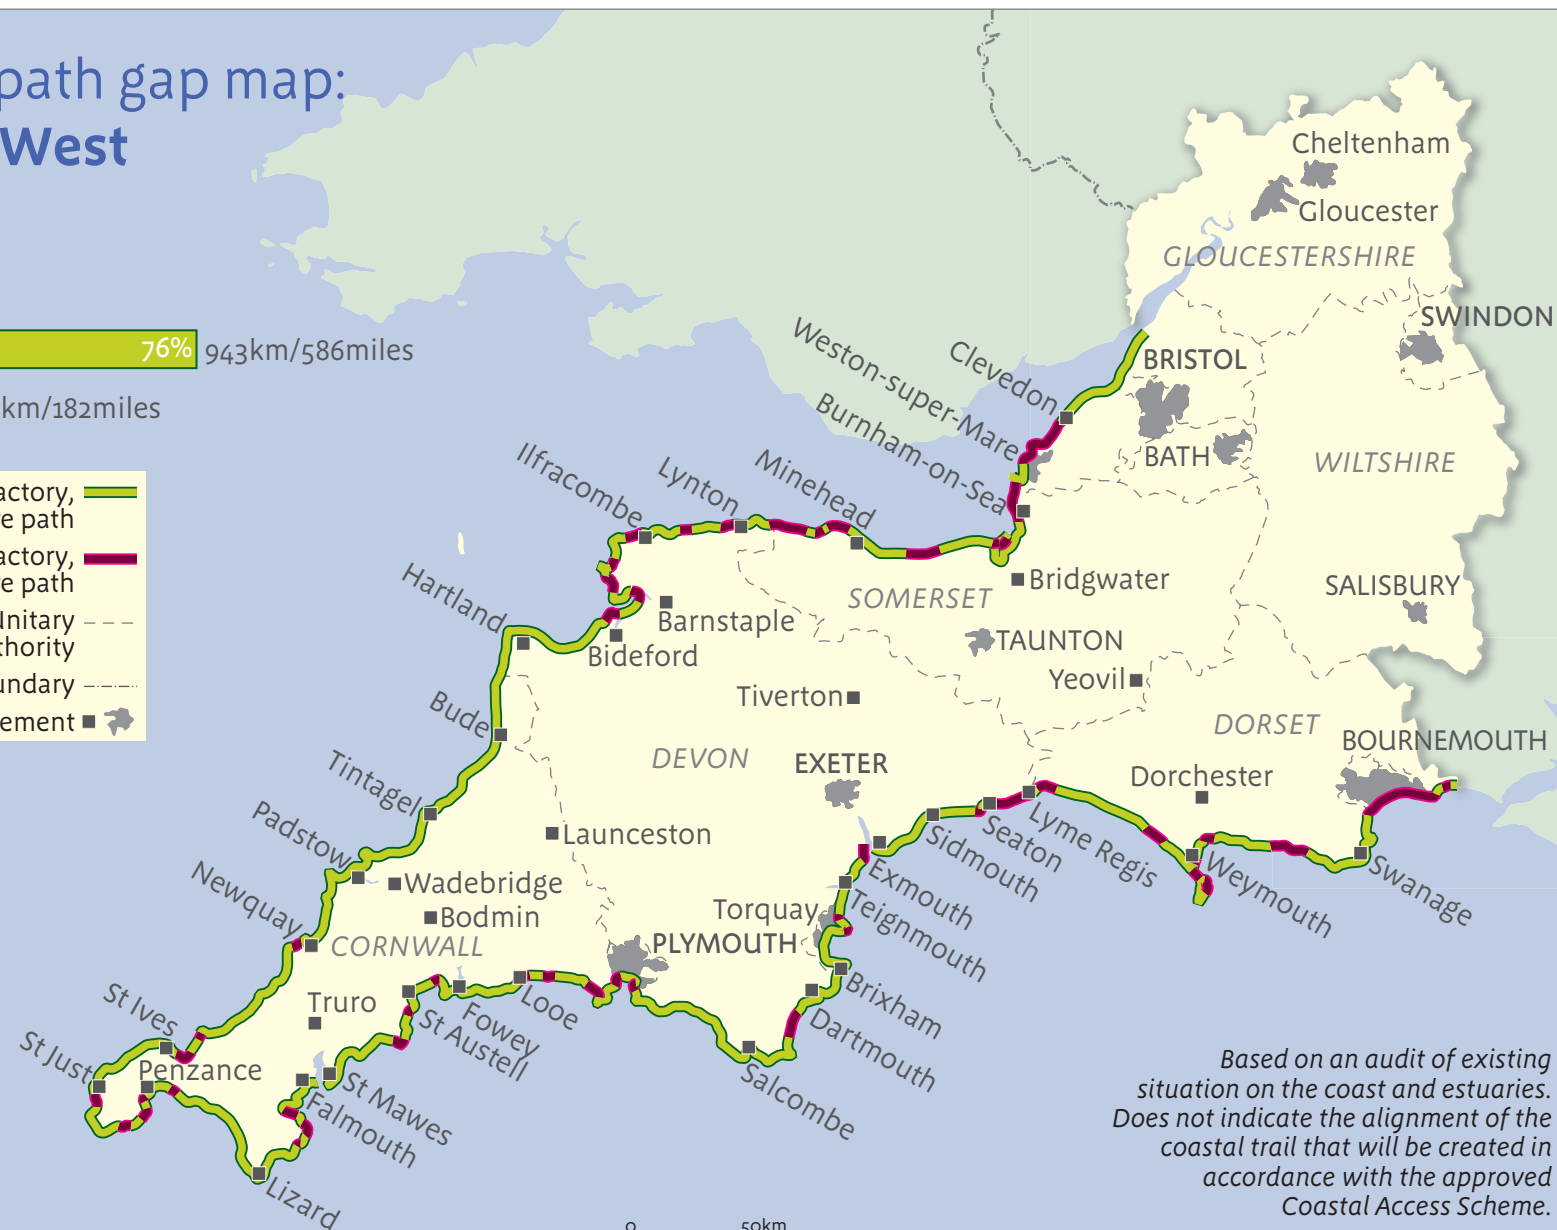 path gap map:
West
76% 943km/586miles
km/182miles
actory,
re path
actory,
re path
Unitary
thority
undary
ement
Cheltenham
Gloucester
GLOUCESTERSHIRE
SWINDON
BRISTOL
BATH
WILTSHIRE
SALISBURY
Clevedon
Weston-super-Mare
Burnham-on-Sea
Minehead
Lynton
Ilfracombe
Bridgwater
SOMERSET
TAUNTON
Yeovil
Barnstaple
Bideford
Hartland
Tiverton
DORSET
BOURNEMOUTH
Bude
DEVON
EXETER
Dorchester
Tintagel
Launceston
Padstow
Wadebridge
Bodmin
Newquay
CORNWALL
Lyme Regis
Seaton
Sidmouth
Exmouth
Teignmouth
Weymouth
Swanage
Torquay
PLYMOUTH
Brixham
Dartmouth
Salcombe
Looe
Fowey
St Austell
Truro
St Ives
St Just
Penzance
St Mawes
Falmouth
Lizard
Based on an audit of existing
situation on the coast and estuaries.
Does not indicate the alignment of the
coastal trail that will be created in
accordance with the approved
Coastal Access Scheme.
0 50km